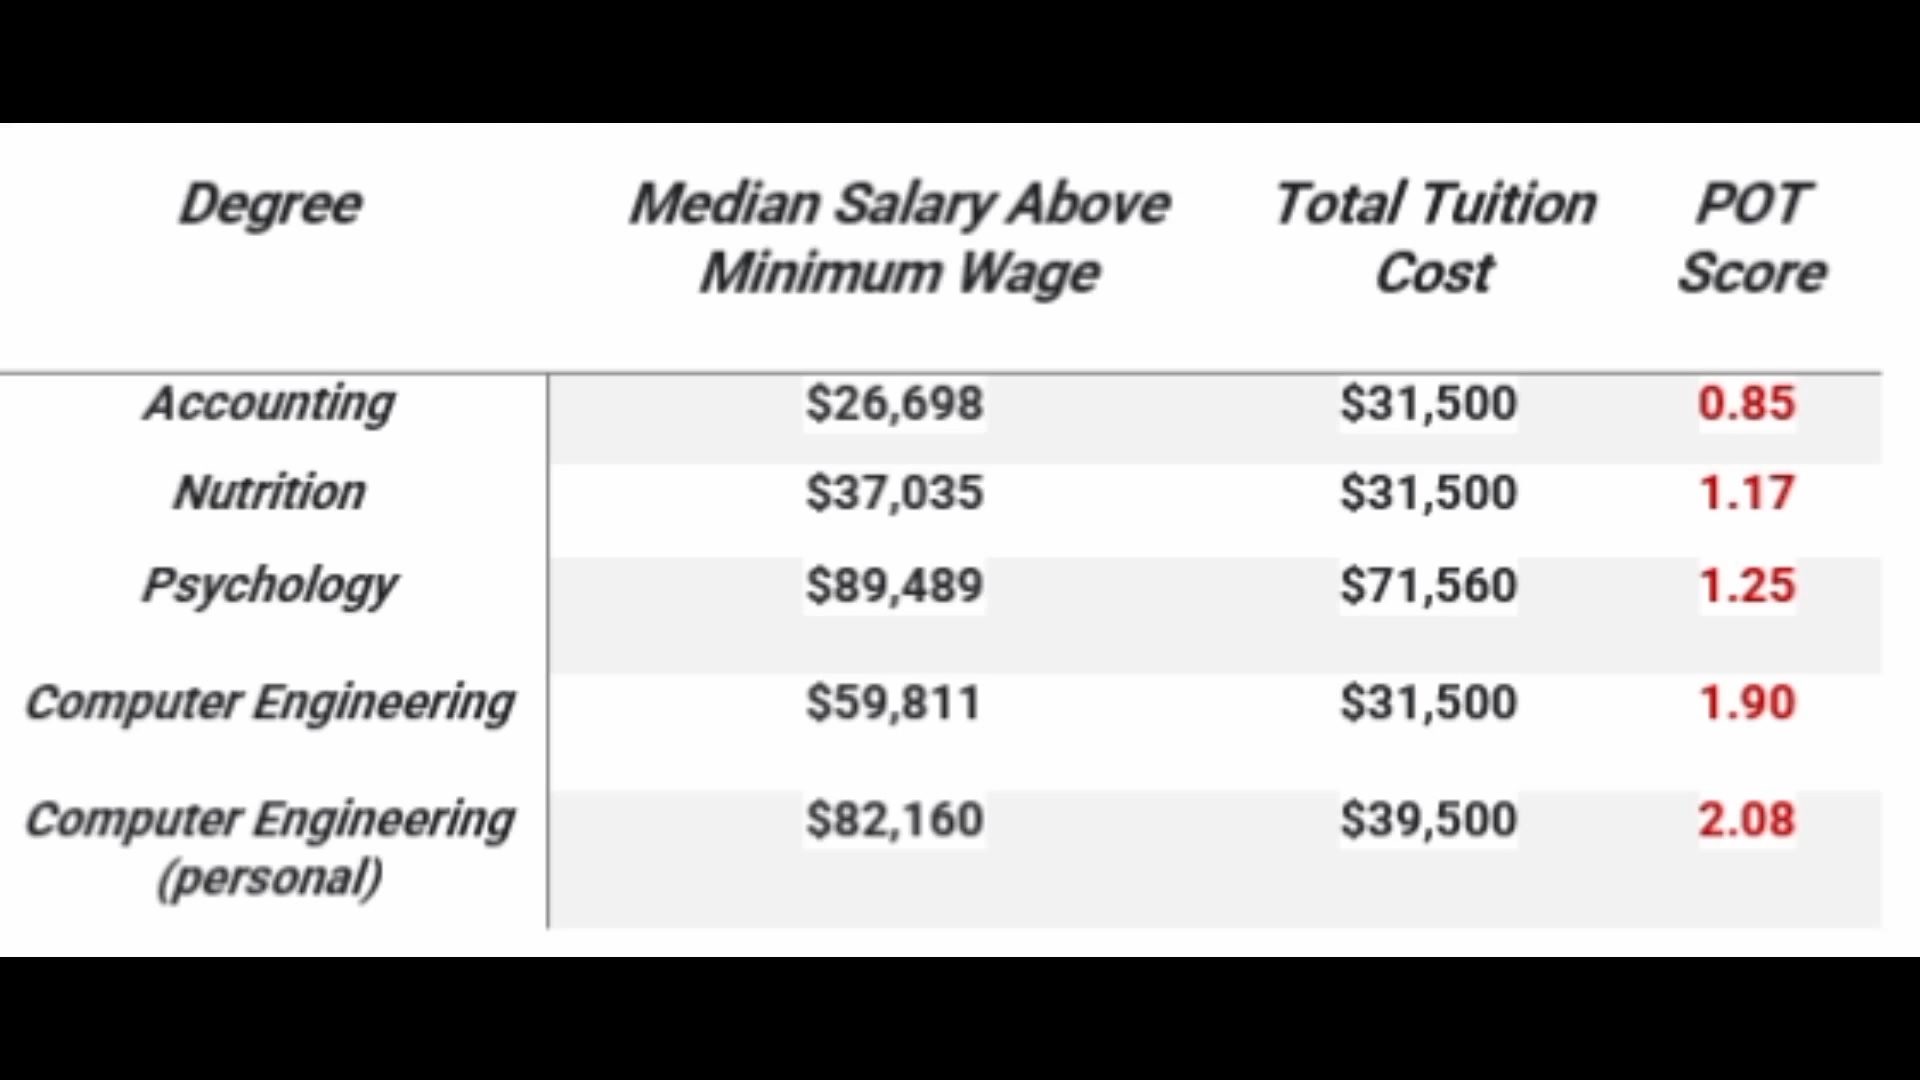 Degree Median Salary Above Minimum Wage Total Tuition Cost POT Score
Accounting $26,698 $31,500 0.85
Nutrition $37,035 $31,500 1.17
Psychology $89,489 $71,560 1.25
Computer Engineering $59,811 $31,500 1.90
Computer Engineering (personal) $82,160 $39,500 2.08